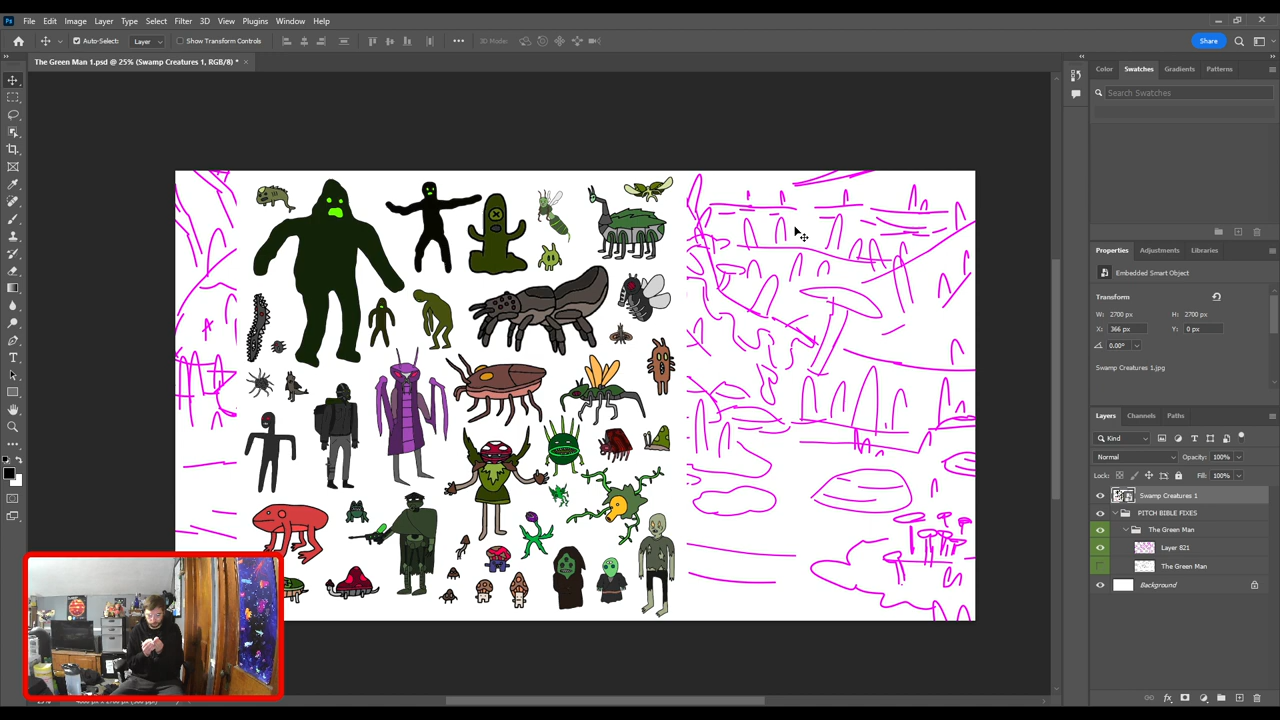 Ps File Edit Image Layer Type Select Filter 3D View Plugins Window Help
Auto-Select: Layer Show Transform Controls 3D Mode: Share
The Green Man 1.psd @ 25% (Swamp Creatures 1, RGB/8) *
Color Swatches Gradients Patterns
Search Swatches
Properties Adjustments Libraries
Embedded Smart Object
Transform
W: 2700 px H: 2700 px
X: 366 px Y: 0 px
0.00°
Swamp Creatures 1.jpg
Layers Channels Paths
Kind
Normal Opacity: 100%
Lock: Fill: 100%
Swamp Creatures 1
PITCH BIBLE FIXES
The Green Man
Layer 821
The Green Man
Background